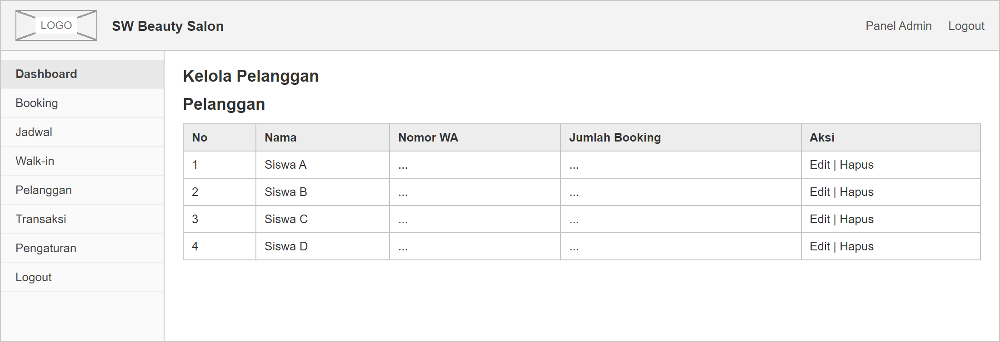 LOGO SW Beauty Salon Panel Admin Logout
Dashboard
Booking
Jadwal
Walk-in
Pelanggan
Transaksi
Pengaturan
Logout
Kelola Pelanggan
Pelanggan
No Nama Nomor WA Jumlah Booking Aksi
1 Siswa A ... ... Edit | Hapus
2 Siswa B ... ... Edit | Hapus
3 Siswa C ... ... Edit | Hapus
4 Siswa D ... ... Edit | Hapus